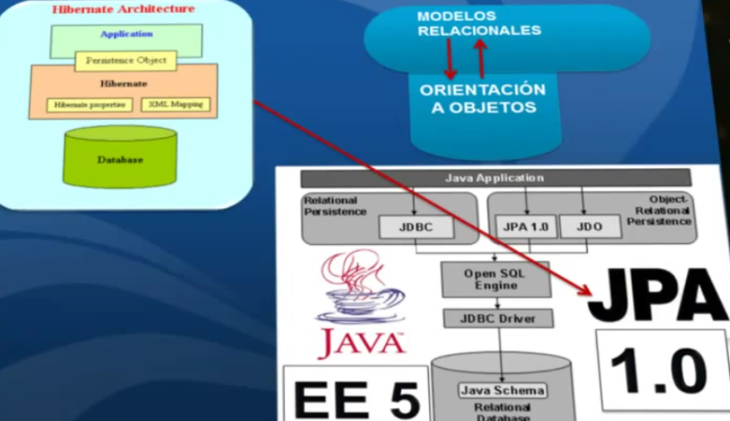 Hibernate Architecture
Application
Persistence Object
Hibernate
Hibernate properties
XML Mapping
Database
MODELOS
RELACIONALES
ORIENTACIÓN
A OBJETOS
Java Application
Relational
Persistence
JDBC
JPA 1.0
JDO
Object-
Relational
Persistence
Open SQL
Engine
JDBC Driver
Java Schema
Relational
Database
JAVA™
EE 5
JPA
1.0